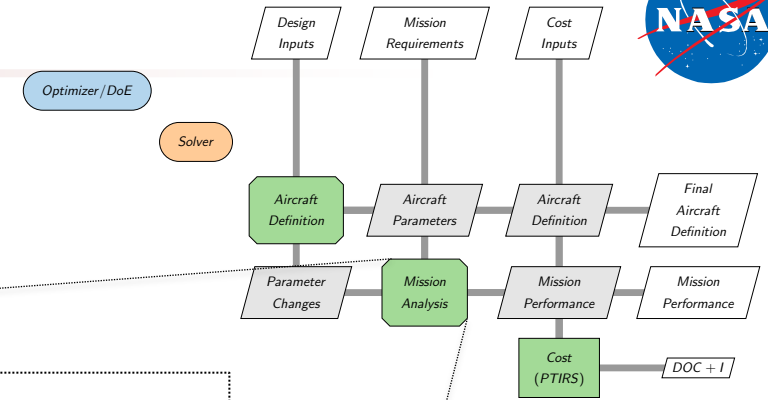 Design
Inputs
Mission
Requirements
Cost
Inputs
NASA
Optimizer/DoE
Solver
Aircraft
Definition
Aircraft
Parameters
Aircraft
Definition
Final
Aircraft
Definition
Parameter
Changes
Mission
Analysis
Mission
Performance
Mission
Performance
Cost
(PTIRS)
DOC + I